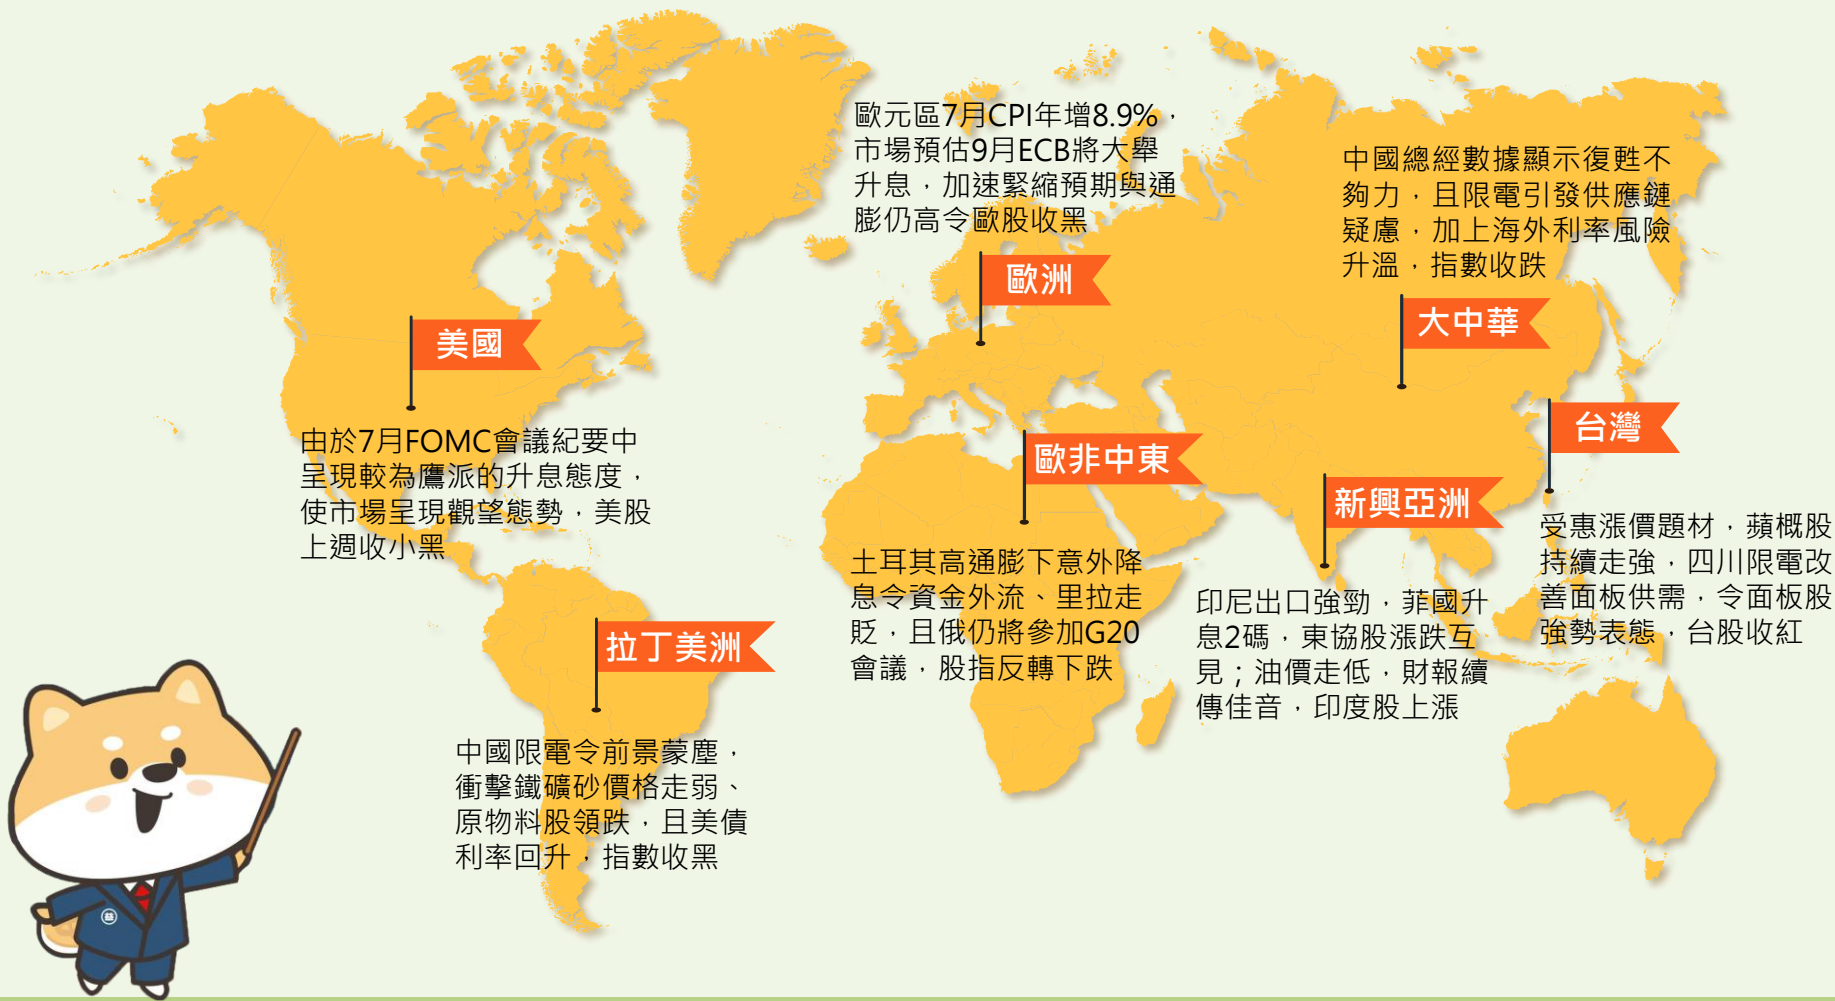 歐元區7月CPI年增8.9%，
市場預估9月ECB將大舉
升息，加速緊縮預期與通
膨仍高令歐股收黑
歐洲
中國總經數據顯示復甦不
夠力，且限電引發供應鏈
疑慮，加上海外利率風險
升溫，指數收跌
大中華
美國
由於7月FOMC會議紀要中
呈現較為鷹派的升息態度，
使市場呈現觀望態勢，美股
上週收小黑
台灣
受惠漲價題材，蘋概股
持續走強，四川限電改
善面板供需，令面板股
強勢表態，台股收紅
歐非中東
土耳其高通膨下意外降
息令資金外流、里拉走
貶，且俄仍將參加G20
會議，股指反轉下跌
新興亞洲
印尼出口強勁，菲國升
息2碼，東協股漲跌互
見；油價走低，財報續
傳佳音，印度股上漲
拉丁美洲
中國限電令前景蒙塵，
衝擊鐵礦砂價格走弱、
原物料股領跌，且美債
利率回升，指數收黑